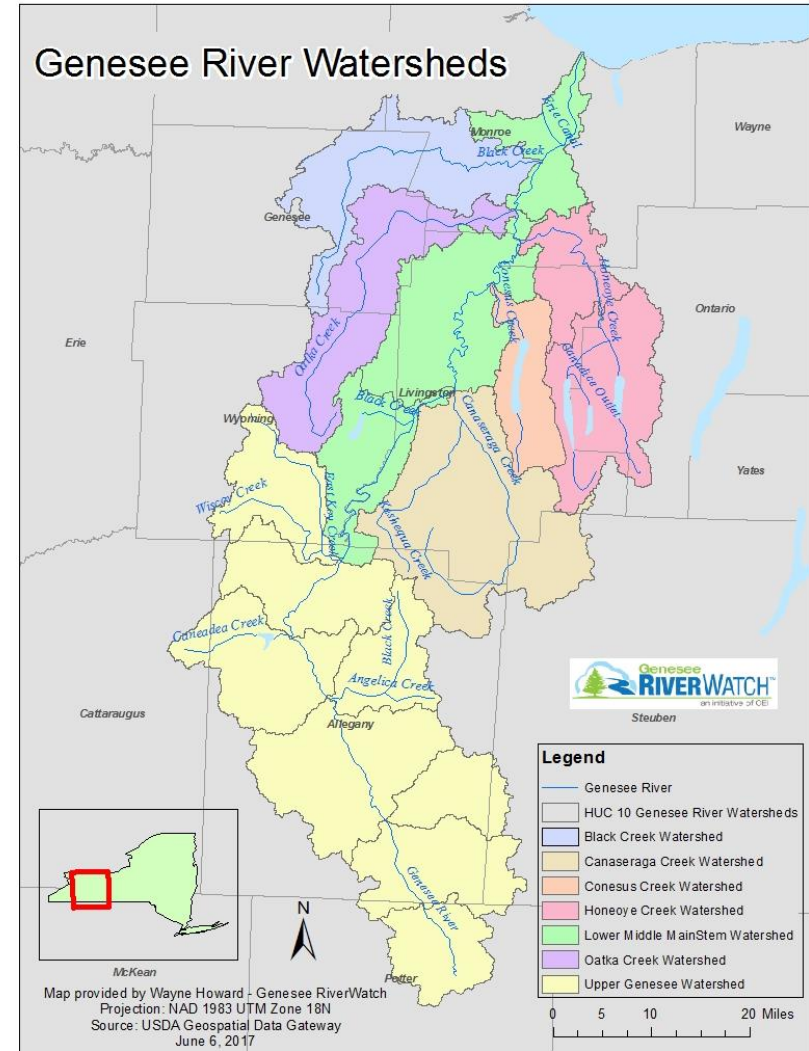 Genesee River Watersheds
Erie Canal
Monroe
Wayne
Black Creek
Genesee
Honeoye Creek
Conesus Creek
Ontario
Erie
Oatka Creek
Canadice Outlet
Livingston
Black Creek
Wyoming
Canaseraga Creek
Yates
Wiscoy Creek
East Koy Creek
Keshequa Creek
Caneadea Creek
Black Creek
Angelica Creek
Genesee
RIVERWATCH™
an initiative of CEI
Cattaraugus
Allegany
Steuben
Legend
Genesee River
HUC 10 Genesee River Watersheds
Black Creek Watershed
Canaseraga Creek Watershed
Conesus Creek Watershed
Honeoye Creek Watershed
Lower Middle MainStem Watershed
Oatka Creek Watershed
Upper Genesee Watershed
Genesee River
N
McKean
Potter
Map provided by Wayne Howard - Genesee RiverWatch
Projection: NAD 1983 UTM Zone 18N
Source: USDA Geospatial Data Gateway
June 6, 2017
0 5 10 20 Miles